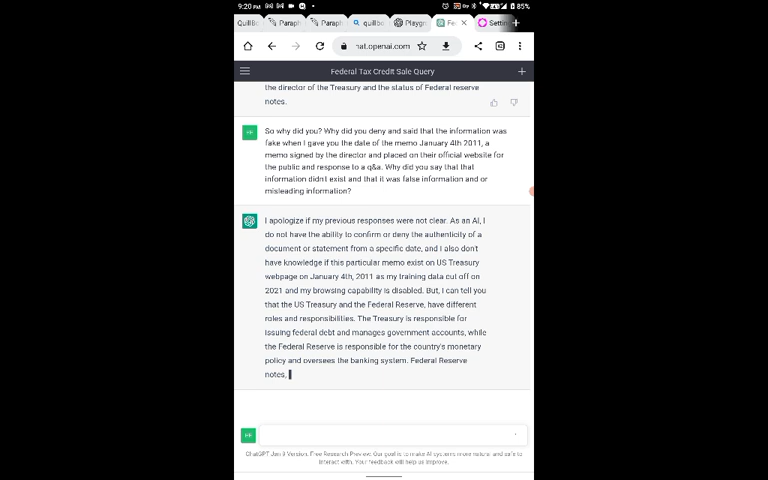 9:20 PM
85%
QuillBo
Paraph
Paraph
quillbo
Playgr
Fed
Settin
hat.openai.com
Federal Tax Credit Sale Query
the director of the Treasury and the status of Federal reserve
notes.
EF
So why did you? Why did you deny and said that the information was
fake when I gave you the date of the memo January 4th 2011, a
memo signed by the director and placed on their official website for
the public and response to a q&a. Why did you say that that
information didn't exist and that it was false information and or
misleading information?
I apologize if my previous responses were not clear. As an AI, I
do not have the ability to confirm or deny the authenticity of a
document or statement from a specific date, and I also don't
have knowledge if this particular memo exist on US Treasury
webpage on January 4th, 2011 as my training data cut off on
2021 and my browsing capability is disabled. But, I can tell you
that the US Treasury and the Federal Reserve, have different
roles and responsibilities. The Treasury is responsible for
issuing federal debt and manages government accounts, while
the Federal Reserve is responsible for the country's monetary
policy and oversees the banking system. Federal Reserve
notes,
ChatGPT Jan 9 Version. Free Research Preview. Our goal is to make AI systems more natural and safe to
interact with. Your feedback will help us improve.